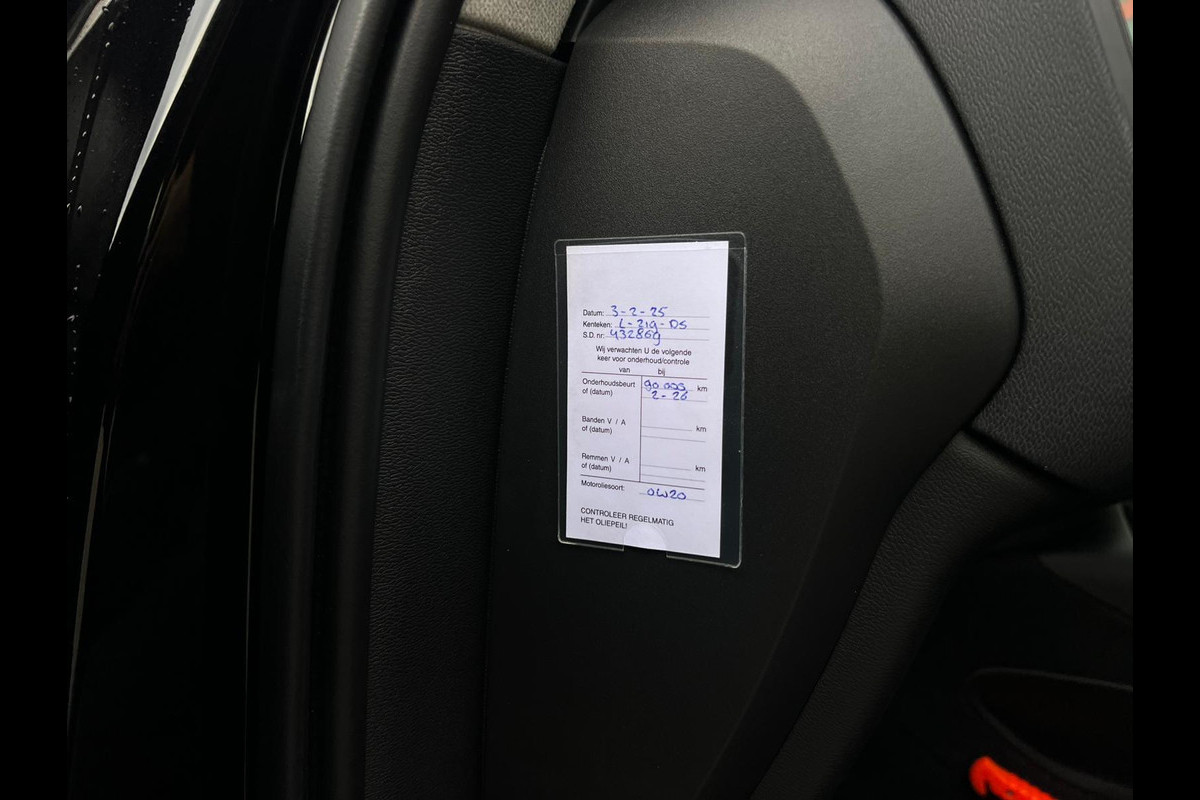 Datum: 3-2-25
Kenteken: L-219-DS
S.D. nr: 432869
Wij verwachten U de volgende
keer voor onderhoud/controle
van bij
Onderhoudsbeurt 90.000 km
of (datum) 2-26
Banden V / A km
of (datum)
Remmen V / A km
of (datum)
Motoroliesoort: 0W20
CONTROLEER REGELMATIG
HET OLIEPEIL!